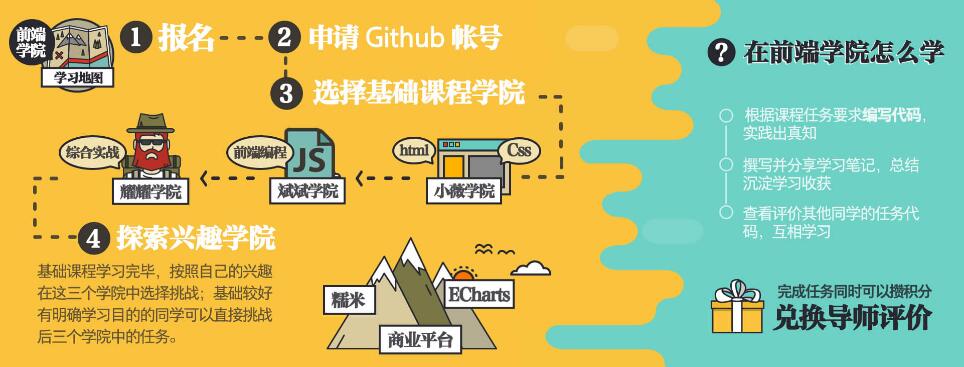 前端
学院
学习地图
1 报名
2 申请 Github 帐号
3 选择基础课程学院
综合实战
耀耀学院
前端编程
JS
斌斌学院
html
Css
小薇学院
4 探索兴趣学院
基础课程学习完毕，按照自己的兴趣
在这三个学院中选择挑战；基础较好
有明确学习目的的同学可以直接挑战
后三个学院中的任务。
糯米
ECharts
商业平台
? 在前端学院怎么学
根据课程任务要求编写代码，
实践出真知
撰写并分享学习笔记，总结
沉淀学习收获
查看评价其他同学的任务代
码，互相学习
完成任务同时可以攒积分
兑换导师评价